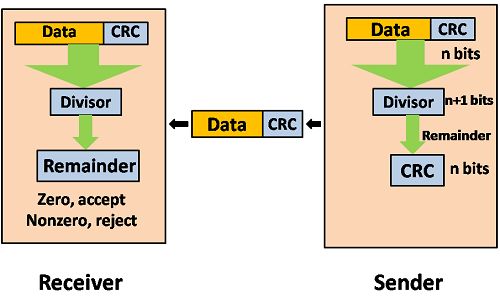 Data CRC
Divisor
Remainder
Zero, accept
Nonzero, reject
Receiver
Data CRC
Data CRC
n bits
Divisor n+1 bits
Remainder
CRC n bits
Sender